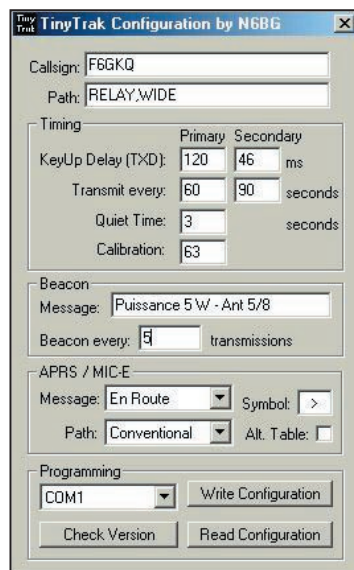 Tiny Trak TinyTrak Configuration by N6BG
Callsign: F6GKQ
Path: RELAY,WIDE
Timing
Primary Secondary
KeyUp Delay (TXD): 120 46 ms
Transmit every: 60 90 seconds
Quiet Time: 3 seconds
Calibration: 63
Beacon
Message: Puissance 5 W - Ant 5/8
Beacon every: 5 transmissions
APRS / MIC-E
Message: En Route Symbol: >
Path: Conventional Alt. Table:
Programming
COM1 Write Configuration
Check Version Read Configuration